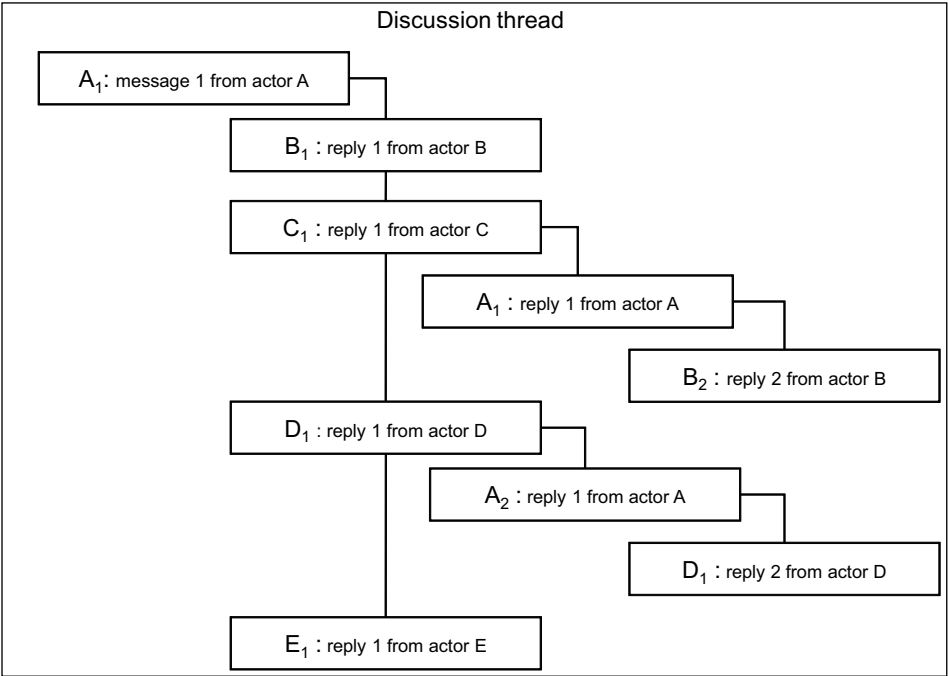 Discussion thread
A₁: message 1 from actor A
B₁ : reply 1 from actor B
C₁ : reply 1 from actor C
A₁ : reply 1 from actor A
B₂ : reply 2 from actor B
D₁ : reply 1 from actor D
A₂ : reply 1 from actor A
D₁ : reply 2 from actor D
E₁ : reply 1 from actor E